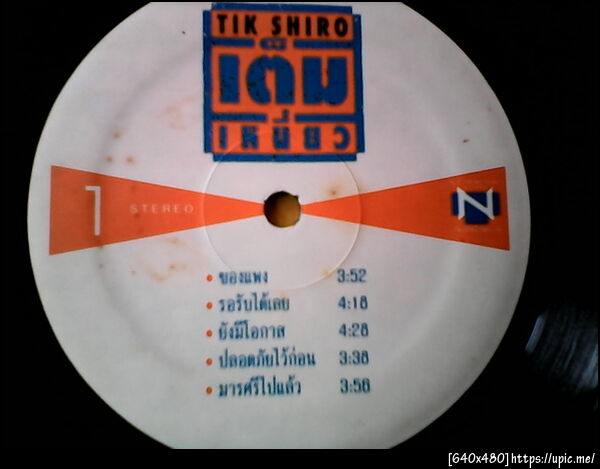 TIK SHIRO
เต็ม
เหนี่ยว
1
STEREO
N
ของแพง 3:52
รอรับได้เลย 4:18
ยังมีโอกาส 4:28
ปลอดภัยไว้ก่อน 3:38
มารศรีไปแล้ว 3:58
[640x480]https://upic.me/